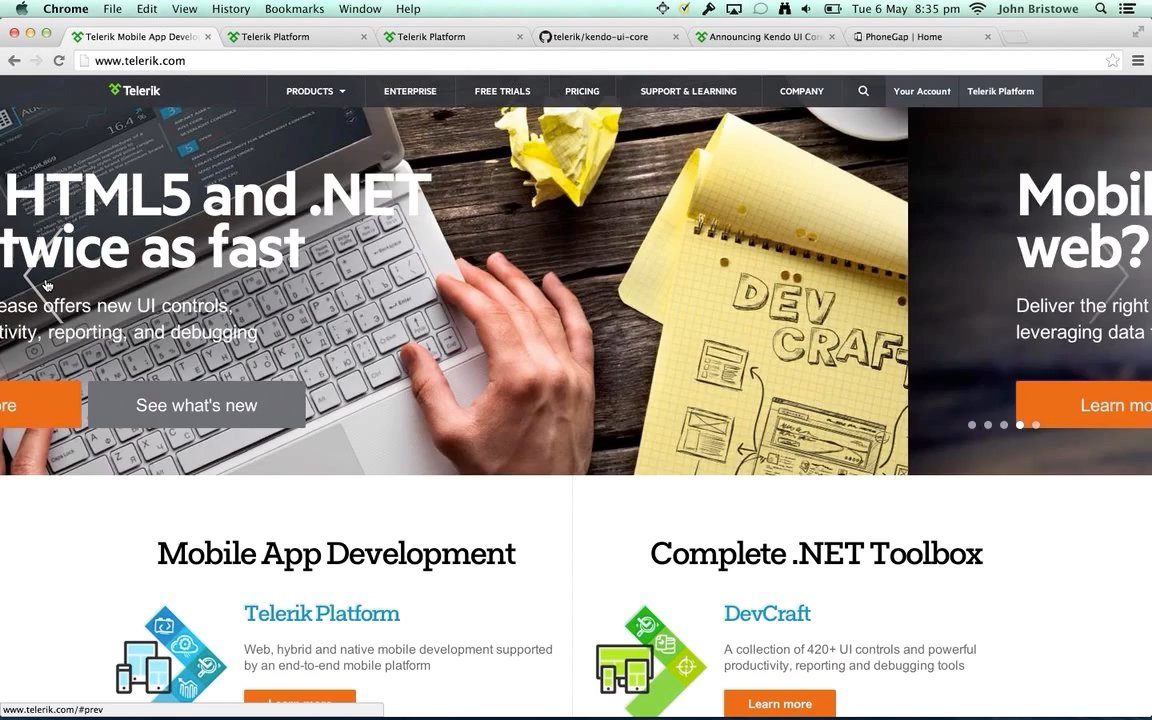 Chrome File Edit View History Bookmarks Window Help Tue 6 May 8:35 pm John Bristowe
Telerik Mobile App Develo Telerik Platform Telerik Platform telerik/kendo-ui-core Announcing Kendo UI Cor PhoneGap | Home
www.telerik.com
Telerik PRODUCTS ENTERPRISE FREE TRIALS PRICING SUPPORT & LEARNING COMPANY Your Account Telerik Platform
16.4 %
HTML5 and .NET
twice as fast
ease offers new UI controls,
tivity, reporting, and debugging
ore See what's new
DEV
CRAF
Mobil
web?
Deliver the right
leveraging data
Learn mo
Mobile App Development
Telerik Platform
Web, hybrid and native mobile development supported
by an end-to-end mobile platform
Learn more
Complete .NET Toolbox
DevCraft
A collection of 420+ UI controls and powerful
productivity, reporting and debugging tools
Learn more
www.telerik.com/#prev